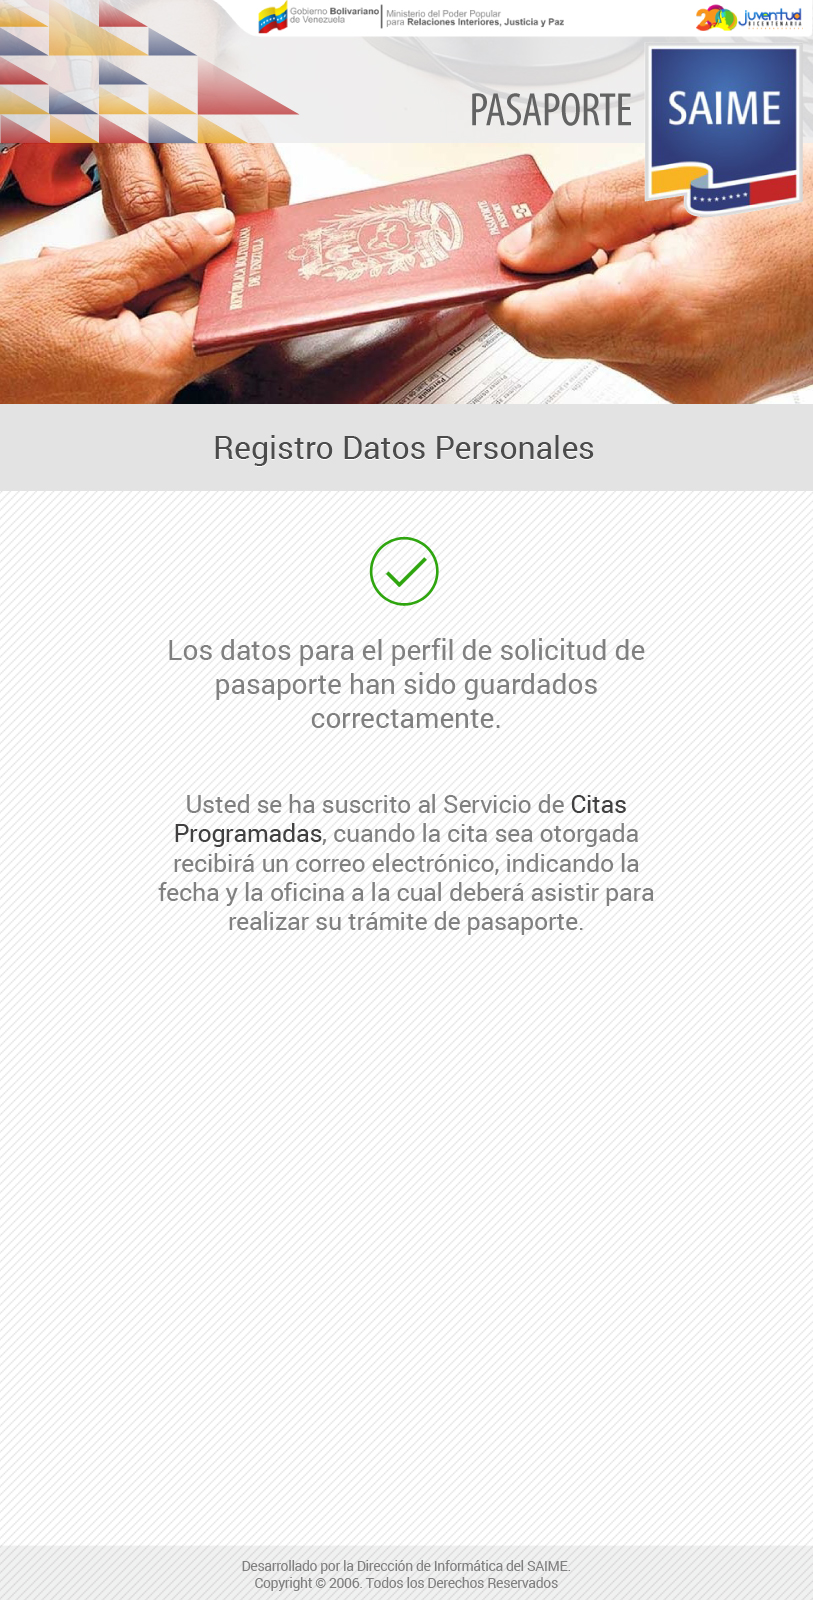 Gobierno Bolivariano
de Venezuela
Ministerio del Poder Popular
para Relaciones Interiores, Justicia y Paz
200 juventud
BICENTENARIA
PASAPORTE
SAIME
REPÚBLICA BOLIVARIANA
DE VENEZUELA
PASAPORTE
PASSPORT
Registro Datos Personales
Los datos para el perfil de solicitud de
pasaporte han sido guardados
correctamente.
Usted se ha suscrito al Servicio de Citas
Programadas, cuando la cita sea otorgada
recibirá un correo electrónico, indicando la
fecha y la oficina a la cual deberá asistir para
realizar su trámite de pasaporte.
Desarrollado por la Dirección de Informática del SAIME.
Copyright © 2006. Todos los Derechos Reservados